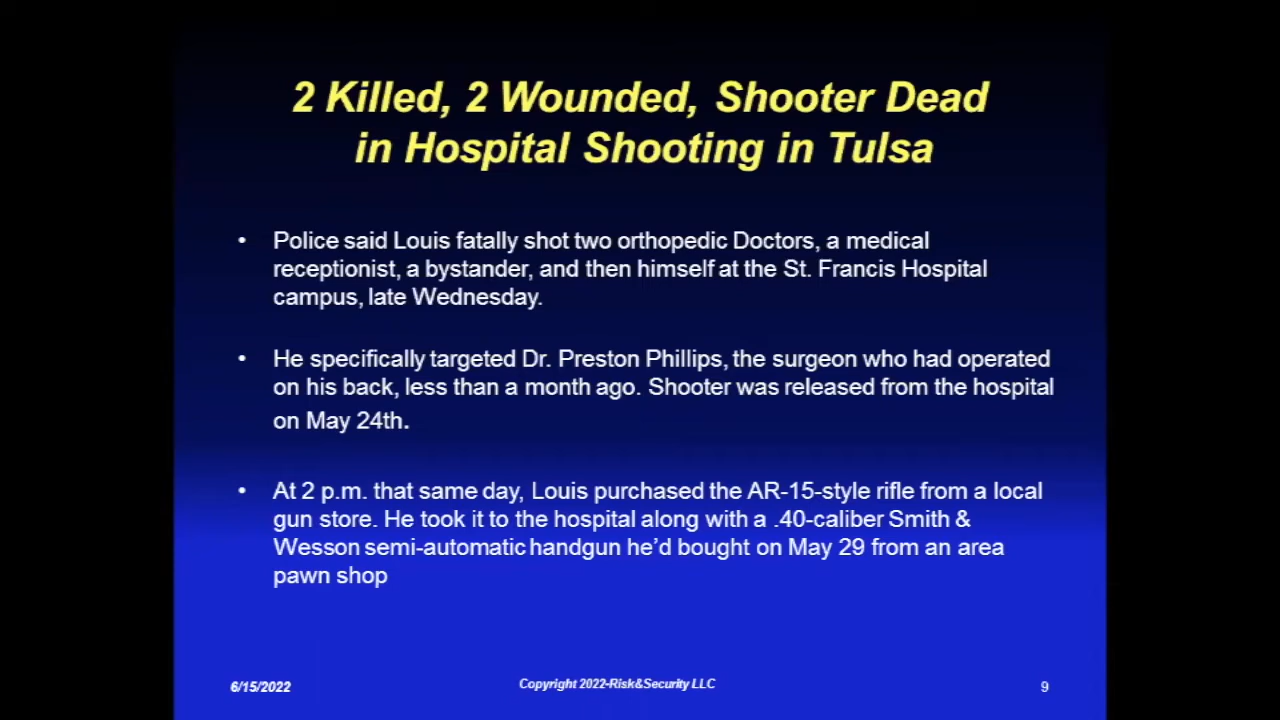 2 Killed, 2 Wounded, Shooter Dead
in Hospital Shooting in Tulsa
• Police said Louis fatally shot two orthopedic Doctors, a medical
receptionist, a bystander, and then himself at the St. Francis Hospital
campus, late Wednesday.
• He specifically targeted Dr. Preston Phillips, the surgeon who had operated
on his back, less than a month ago. Shooter was released from the hospital
on May 24th.
• At 2 p.m. that same day, Louis purchased the AR-15-style rifle from a local
gun store. He took it to the hospital along with a .40-caliber Smith &
Wesson semi-automatic handgun he’d bought on May 29 from an area
pawn shop
6/15/2022 Copyright 2022-Risk&Security LLC 9